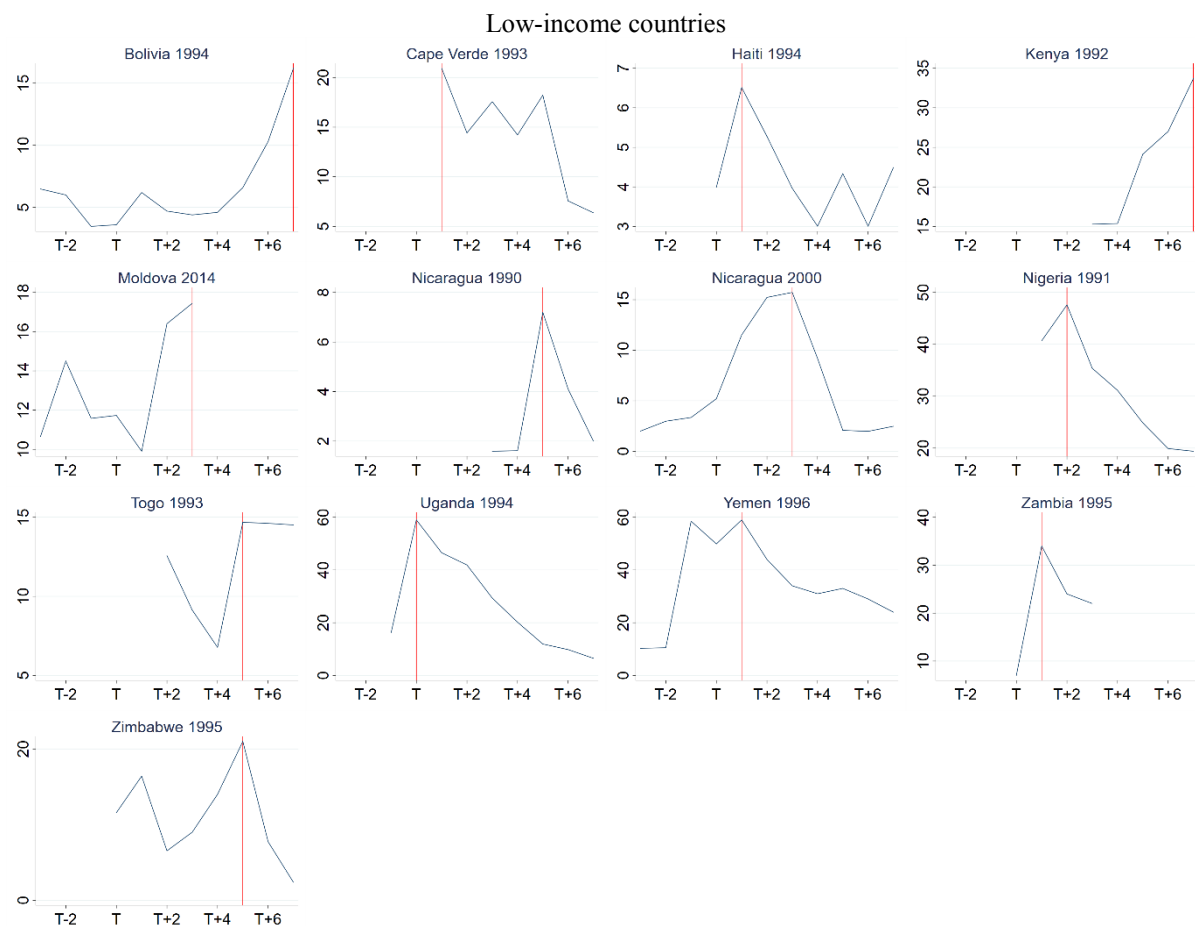 Low-income countries
Bolivia 1994
15
10
5
T-2 T T+2 T+4 T+6
Cape Verde 1993
20
15
10
5
T-2 T T+2 T+4 T+6
Haiti 1994
7
6
5
4
3
T-2 T T+2 T+4 T+6
Kenya 1992
35
30
25
20
15
T-2 T T+2 T+4 T+6
Moldova 2014
18
16
14
12
10
T-2 T T+2 T+4 T+6
Nicaragua 1990
8
6
4
2
T-2 T T+2 T+4 T+6
Nicaragua 2000
15
10
5
0
T-2 T T+2 T+4 T+6
Nigeria 1991
50
40
30
20
T-2 T T+2 T+4 T+6
Togo 1993
15
10
5
T-2 T T+2 T+4 T+6
Uganda 1994
60
40
20
0
T-2 T T+2 T+4 T+6
Yemen 1996
60
40
20
0
T-2 T T+2 T+4 T+6
Zambia 1995
40
30
20
10
T-2 T T+2 T+4 T+6
Zimbabwe 1995
20
0
T-2 T T+2 T+4 T+6